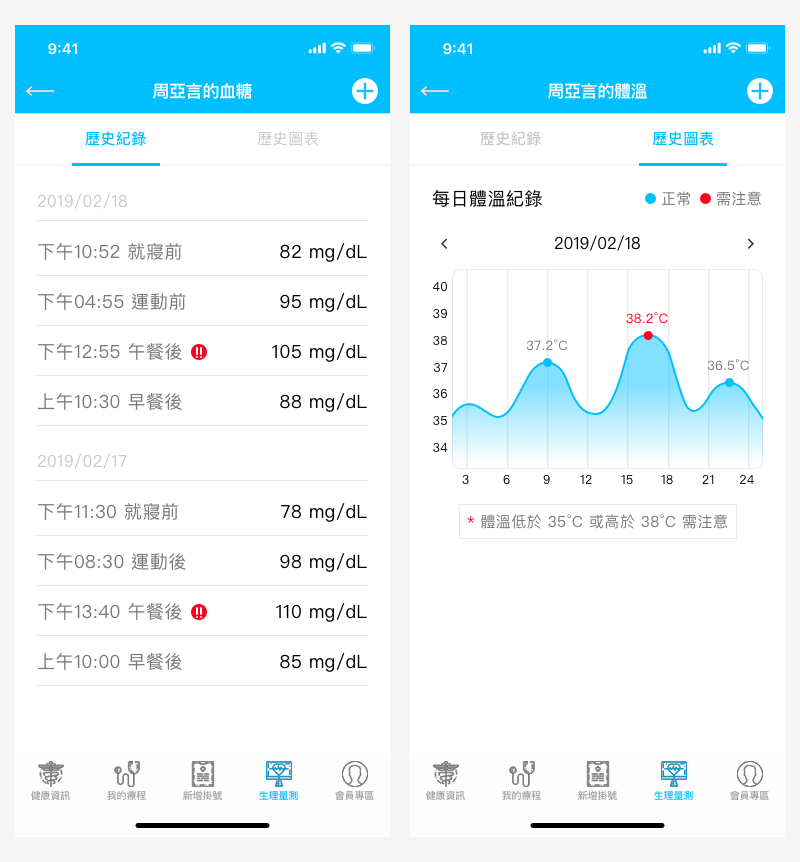 9:41
周亞言的血糖
歷史紀錄 歷史圖表
2019/02/18
下午10:52 就寢前 82 mg/dL
下午04:55 運動前 95 mg/dL
下午12:55 午餐後 105 mg/dL
上午10:30 早餐後 88 mg/dL
2019/02/17
下午11:30 就寢前 78 mg/dL
下午08:30 運動後 98 mg/dL
下午13:40 午餐後 110 mg/dL
上午10:00 早餐後 85 mg/dL
健康資訊 我的療程 新增掛號 生理量測 會員專區
9:41
周亞言的體溫
歷史紀錄 歷史圖表
每日體溫紀錄 正常 需注意
2019/02/18
40
39
38
37
36
35
34
37.2°C
38.2°C
36.5°C
3 6 9 12 15 18 21 24
* 體溫低於 35°C 或高於 38°C 需注意
健康資訊 我的療程 新增掛號 生理量測 會員專區